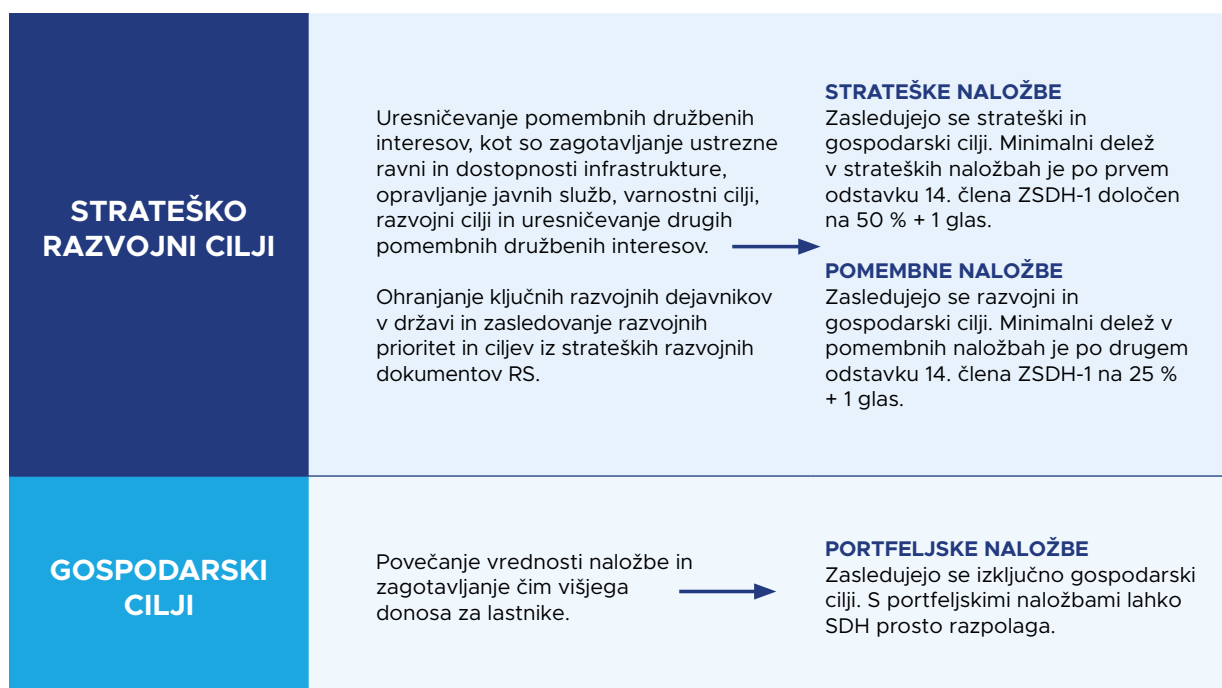 STRATEŠKO
RAZVOJNI CILJI
Uresničevanje pomembnih družbenih
interesov, kot so zagotavljanje ustrezne
ravni in dostopnosti infrastrukture,
opravljanje javnih služb, varnostni cilji,
razvojni cilji in uresničevanje drugih
pomembnih družbenih interesov.
Ohranjanje ključnih razvojnih dejavnikov
v državi in zasledovanje razvojnih
prioritet in ciljev iz strateških razvojnih
dokumentov RS.
STRATEŠKE NALOŽBE
Zasledujejo se strateški in
gospodarski cilji. Minimalni delež
v strateških naložbah je po prvem
odstavku 14. člena ZSDH-1 določen
na 50 % + 1 glas.
POMEMBNE NALOŽBE
Zasledujejo se razvojni in
gospodarski cilji. Minimalni delež v
pomembnih naložbah je po drugem
odstavku 14. člena ZSDH-1 na 25 %
+ 1 glas.
GOSPODARSKI
CILJI
Povečanje vrednosti naložbe in
zagotavljanje čim višjega
donosa za lastnike.
PORTFELJSKE NALOŽBE
Zasledujejo se izključno gospodarski
cilji. S portfeljskimi naložbami lahko
SDH prosto razpolaga.